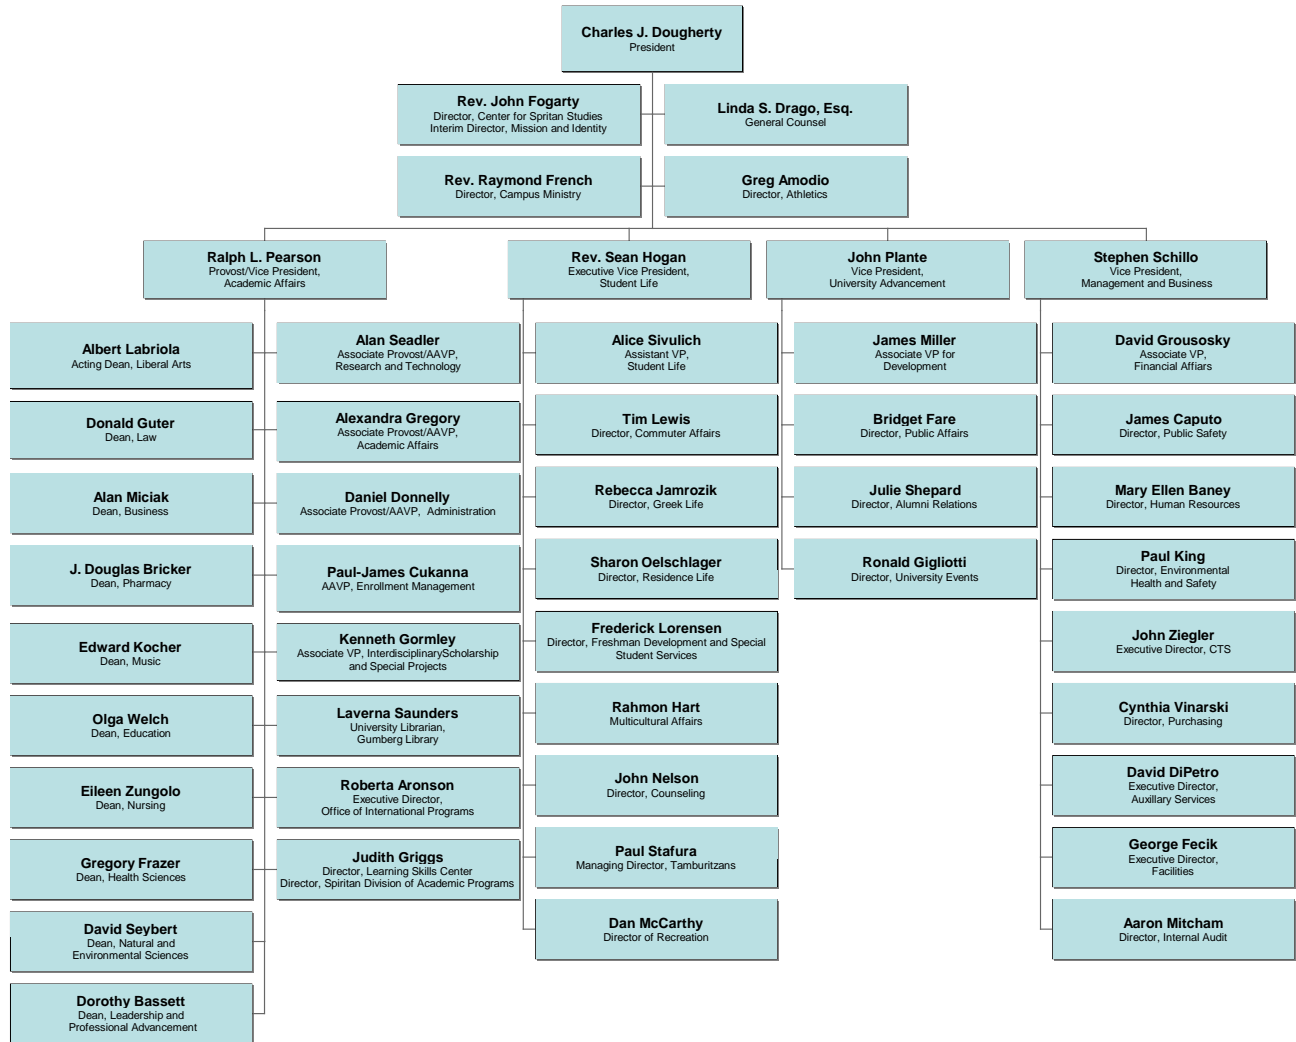 Charles J. Dougherty
President
Rev. John Fogarty
Director, Center for Spritan Studies
Interim Director, Mission and Identity
Linda S. Drago, Esq.
General Counsel
Rev. Raymond French
Director, Campus Ministry
Greg Amodio
Director, Athletics
Ralph L. Pearson
Provost/Vice President,
Academic Affairs
Rev. Sean Hogan
Executive Vice President,
Student Life
John Plante
Vice President,
University Advancement
Stephen Schillo
Vice President,
Management and Business
Albert Labriola
Acting Dean, Liberal Arts
Donald Guter
Dean, Law
Alan Miciak
Dean, Business
J. Douglas Bricker
Dean, Pharmacy
Edward Kocher
Dean, Music
Olga Welch
Dean, Education
Eileen Zungolo
Dean, Nursing
Gregory Frazer
Dean, Health Sciences
David Seybert
Dean, Natural and
Environmental Sciences
Dorothy Bassett
Dean, Leadership and
Professional Advancement
Alan Seadler
Associate Provost/AAVP,
Research and Technology
Alexandra Gregory
Associate Provost/AAVP,
Academic Affairs
Daniel Donnelly
Associate Provost/AAVP, Administration
Paul-James Cukanna
AAVP, Enrollment Management
Kenneth Gormley
Associate VP, InterdisciplinaryScholarship
and Special Projects
Laverna Saunders
University Librarian,
Gumberg Library
Roberta Aronson
Executive Director,
Office of International Programs
Judith Griggs
Director, Learning Skills Center
Director, Spiritan Division of Academic Programs
Alice Sivulich
Assistant VP,
Student Life
Tim Lewis
Director, Commuter Affairs
Rebecca Jamrozik
Director, Greek Life
Sharon Oelschlager
Director, Residence Life
Frederick Lorensen
Director, Freshman Development and Special
Student Services
Rahmon Hart
Multicultural Affairs
John Nelson
Director, Counseling
Paul Stafura
Managing Director, Tamburitzans
Dan McCarthy
Director of Recreation
James Miller
Associate VP for
Development
Bridget Fare
Director, Public Affairs
Julie Shepard
Director, Alumni Relations
Ronald Gigliotti
Director, University Events
David Grousosky
Associate VP,
Financial Affiars
James Caputo
Director, Public Safety
Mary Ellen Baney
Director, Human Resources
Paul King
Director, Environmental
Health and Safety
John Ziegler
Executive Director, CTS
Cynthia Vinarski
Director, Purchasing
David DiPetro
Executive Director,
Auxillary Services
George Fecik
Executive Director,
Facilities
Aaron Mitcham
Director, Internal Audit